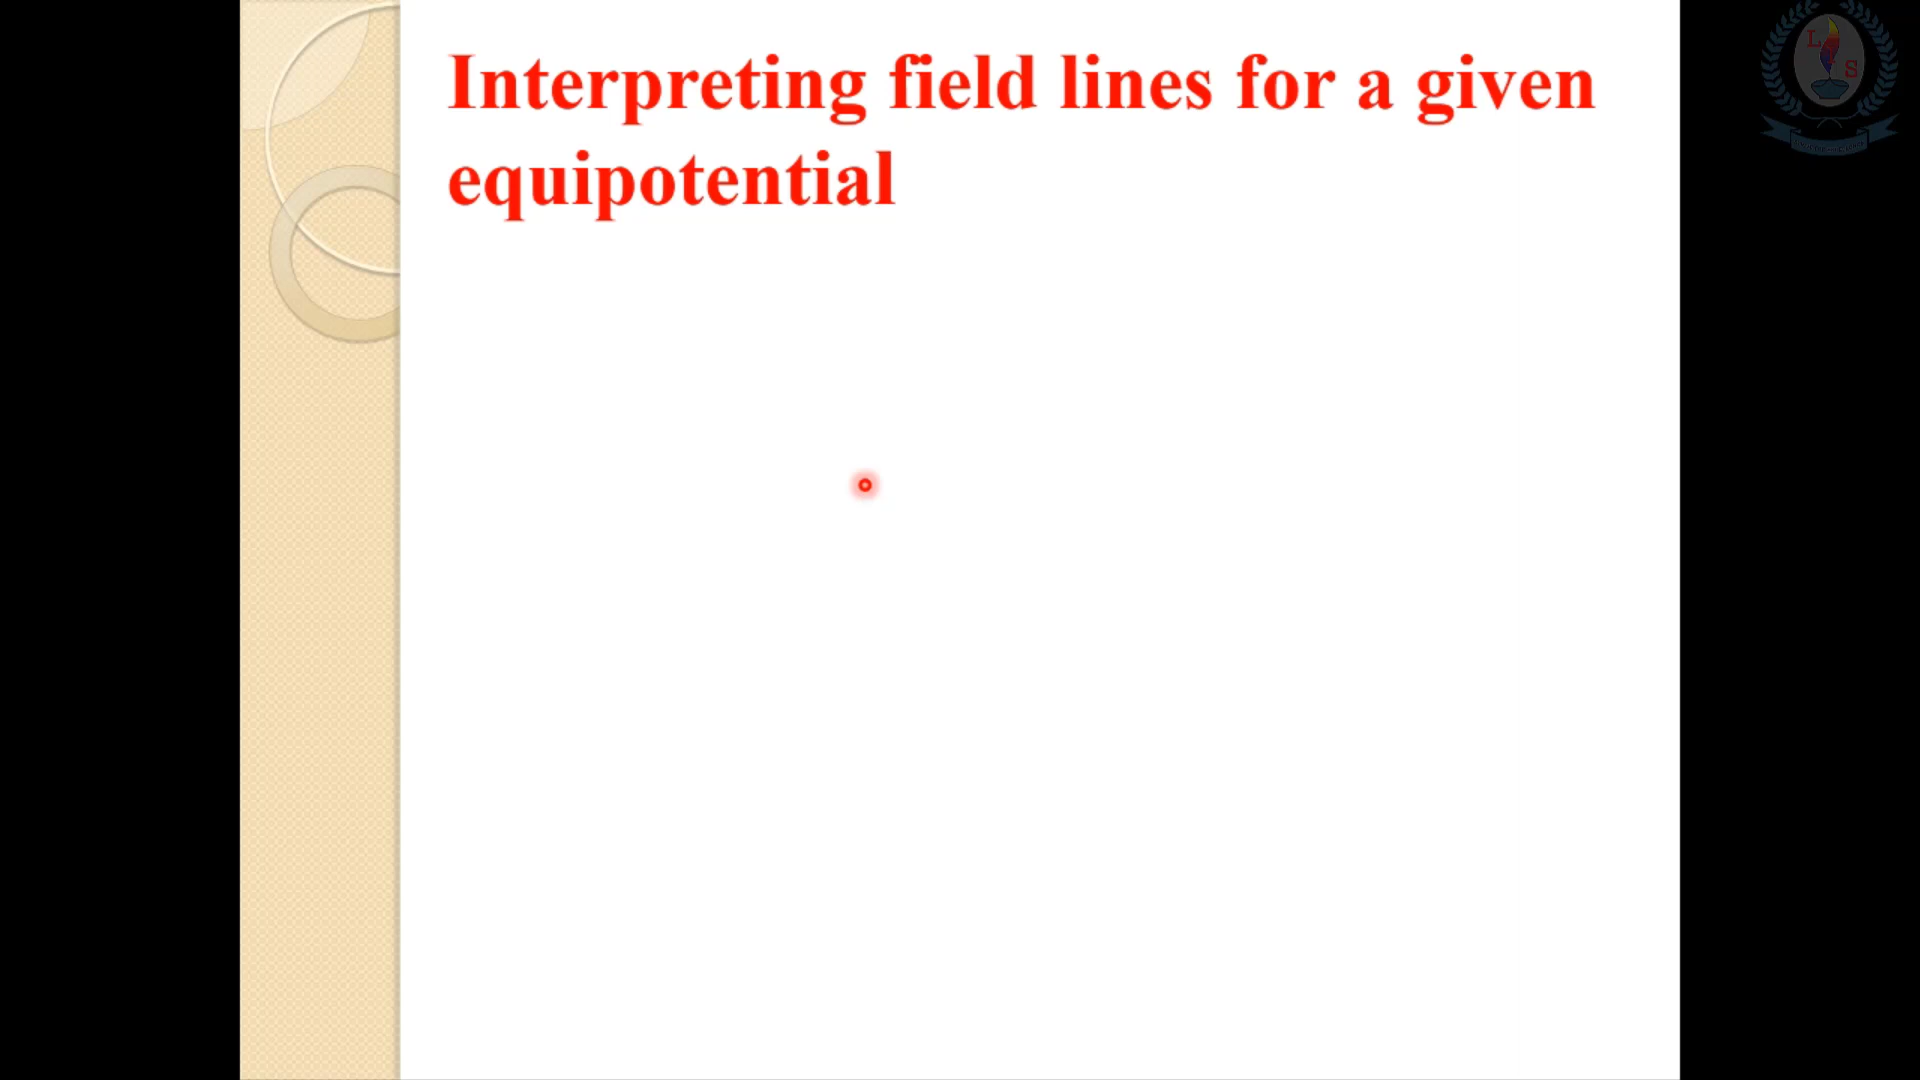 Interpreting field lines for a given
equipotential
L
S